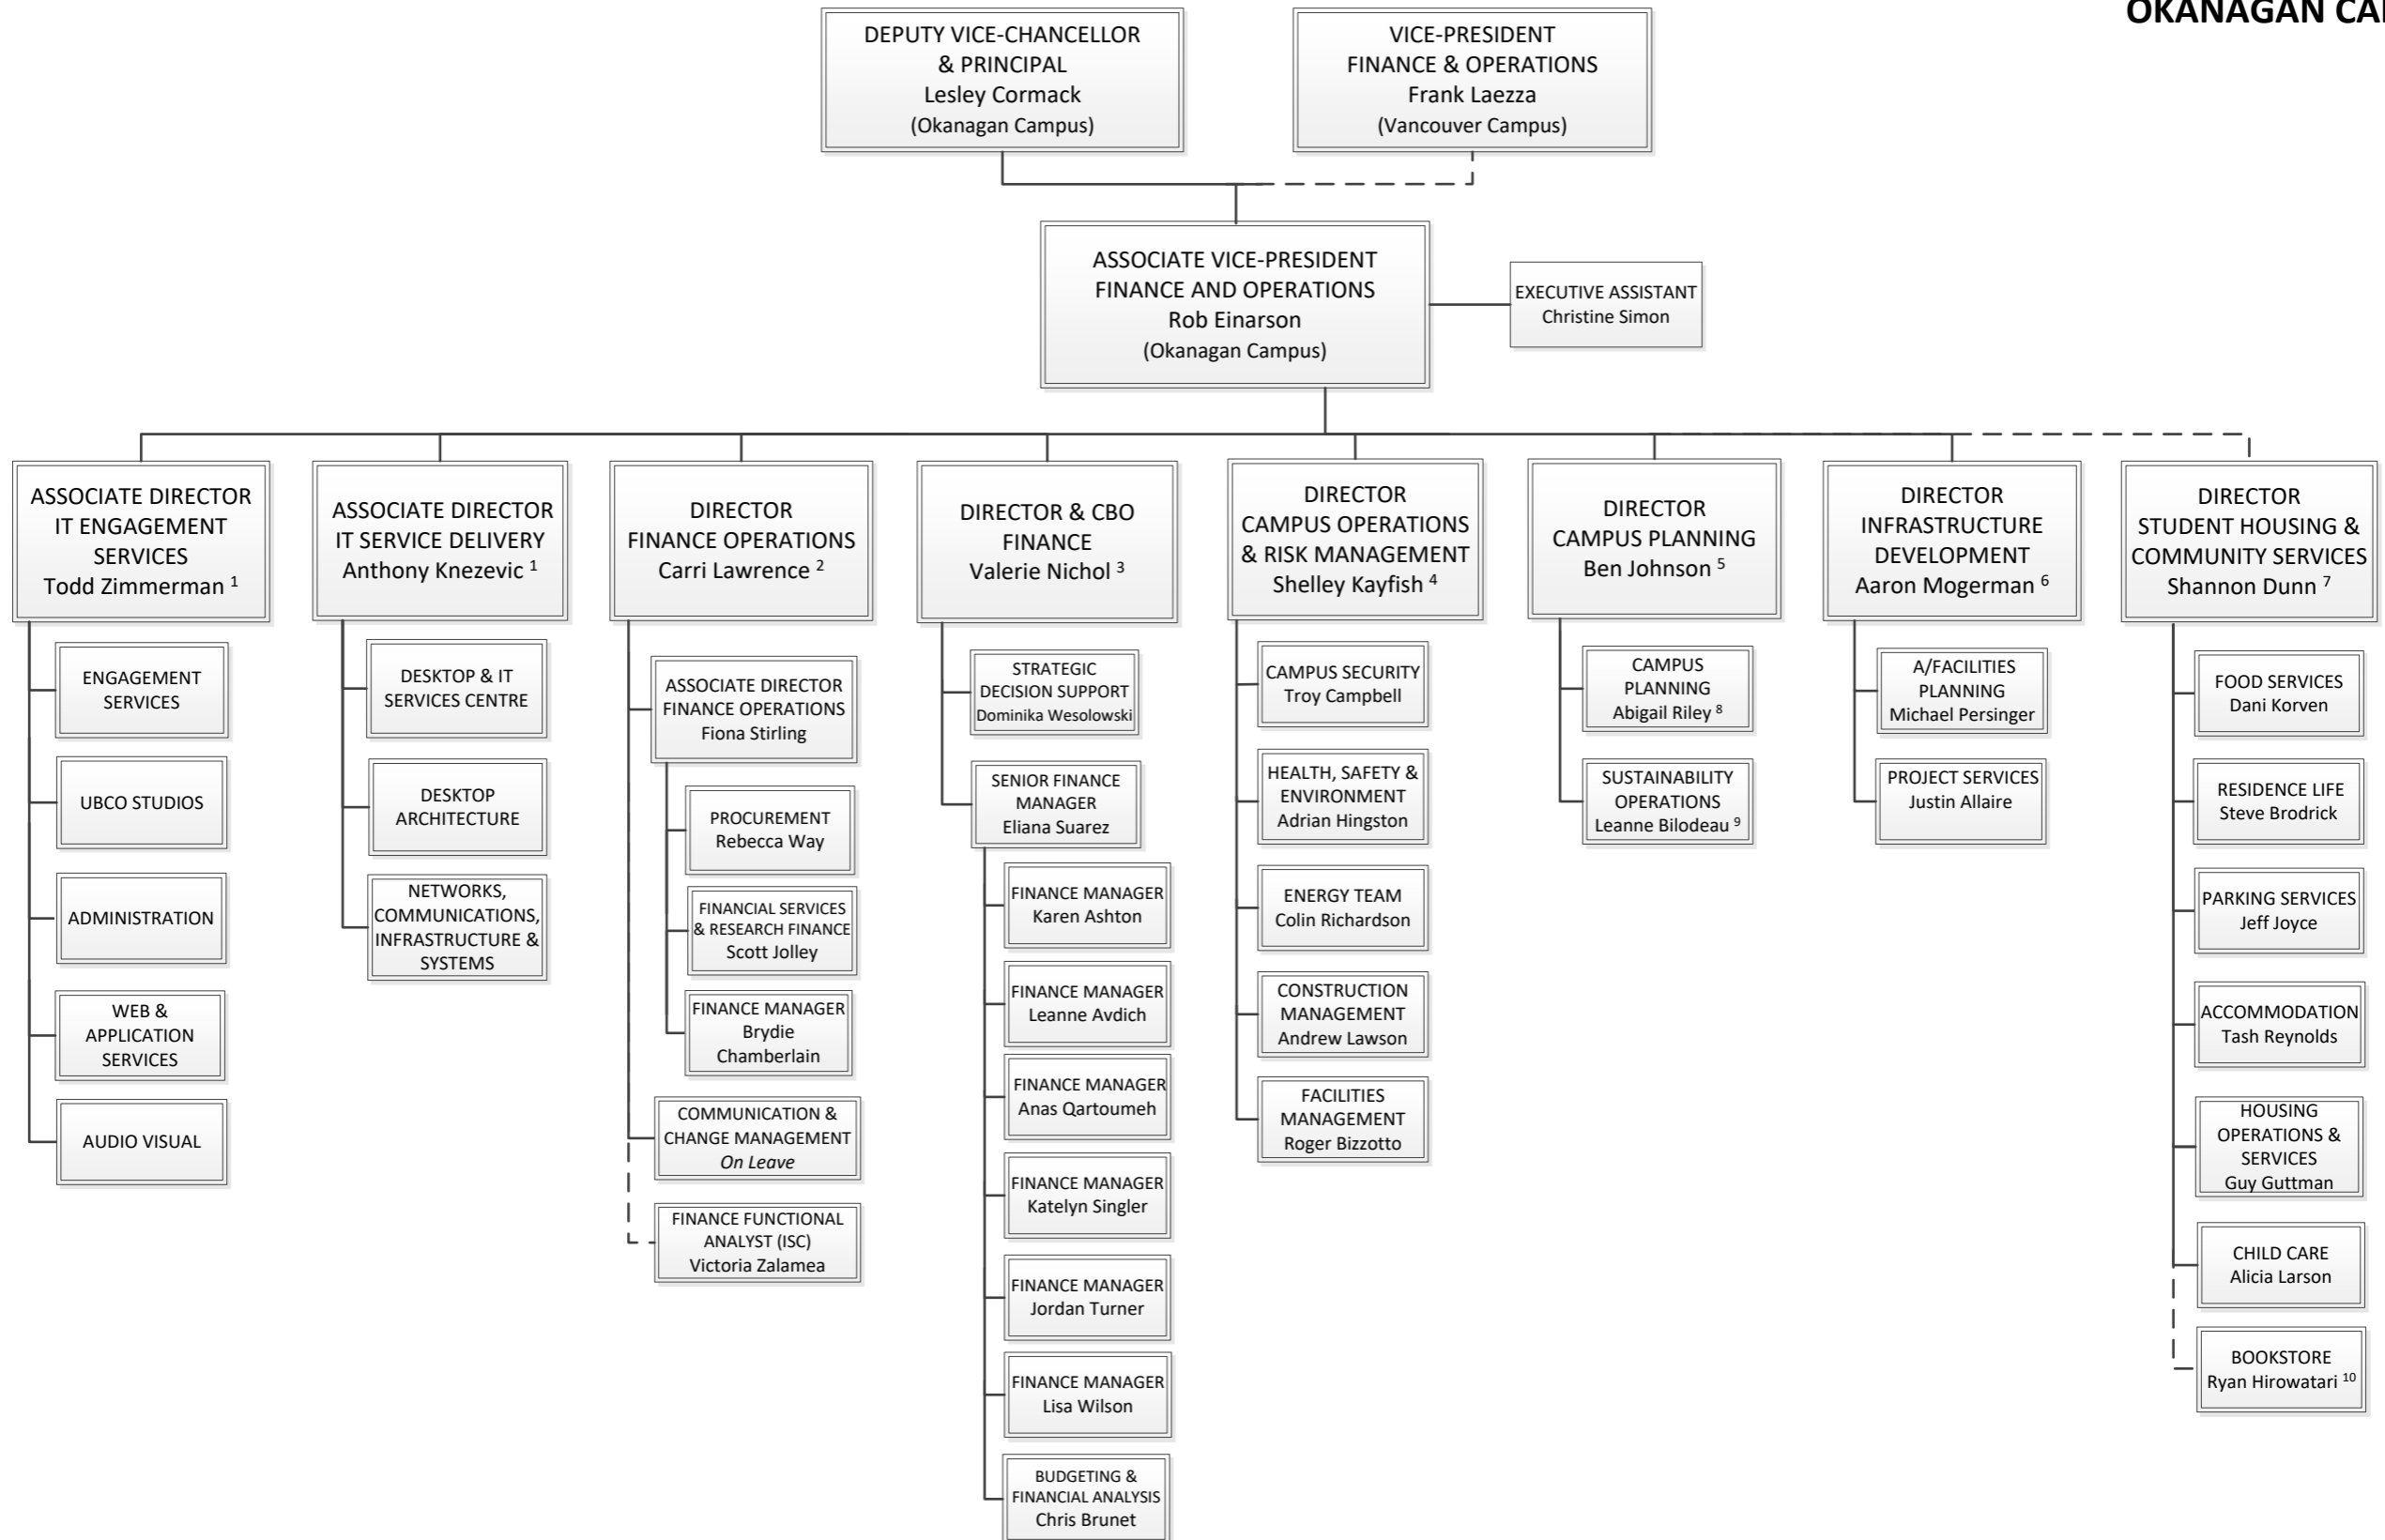 OKANAGAN
DEPUTY VICE-CHANCELLOR
& PRINCIPAL
Lesley Cormack
(Okanagan Campus)
VICE-PRESIDENT
FINANCE & OPERATIONS
Frank Laezza
(Vancouver Campus)
ASSOCIATE VICE-PRESIDENT
FINANCE AND OPERATIONS
Rob Einarson
(Okanagan Campus)
EXECUTIVE ASSISTANT
Christine Simon
ASSOCIATE DIRECTOR
IT ENGAGEMENT
SERVICES
Todd Zimmerman 1
ENGAGEMENT
SERVICES
UBCO STUDIOS
ADMINISTRATION
WEB &
APPLICATION
SERVICES
AUDIO VISUAL
ASSOCIATE DIRECTOR
IT SERVICE DELIVERY
Anthony Knezevic 1
DESKTOP & IT
SERVICES CENTRE
DESKTOP
ARCHITECTURE
NETWORKS,
COMMUNICATIONS,
INFRASTRUCTURE &
SYSTEMS
DIRECTOR
FINANCE OPERATIONS
Carri Lawrence 2
ASSOCIATE DIRECTOR
FINANCE OPERATIONS
Fiona Stirling
PROCUREMENT
Rebecca Way
FINANCIAL SERVICES
& RESEARCH FINANCE
Scott Jolley
FINANCE MANAGER
Brydie
Chamberlain
COMMUNICATION &
CHANGE MANAGEMENT
On Leave
FINANCE FUNCTIONAL
ANALYST (ISC)
Victoria Zalamea
DIRECTOR & CBO
FINANCE
Valerie Nichol 3
STRATEGIC
DECISION SUPPORT
Dominika Wesolowski
SENIOR FINANCE
MANAGER
Eliana Suarez
FINANCE MANAGER
Karen Ashton
FINANCE MANAGER
Leanne Avdich
FINANCE MANAGER
Anas Qartoumeh
FINANCE MANAGER
Katelyn Singler
FINANCE MANAGER
Jordan Turner
FINANCE MANAGER
Lisa Wilson
BUDGETING &
FINANCIAL ANALYSIS
Chris Brunet
DIRECTOR
CAMPUS OPERATIONS
& RISK MANAGEMENT
Shelley Kayfish 4
CAMPUS SECURITY
Troy Campbell
HEALTH, SAFETY &
ENVIRONMENT
Adrian Hingston
ENERGY TEAM
Colin Richardson
CONSTRUCTION
MANAGEMENT
Andrew Lawson
FACILITIES
MANAGEMENT
Roger Bizzotto
DIRECTOR
CAMPUS PLANNING
Ben Johnson 5
CAMPUS
PLANNING
Abigail Riley 8
SUSTAINABILITY
OPERATIONS
Leanne Bilodeau 9
DIRECTOR
INFRASTRUCTURE
DEVELOPMENT
Aaron Mogerman 6
A/FACILITIES
PLANNING
Michael Persinger
PROJECT SERVICES
Justin Allaire
DIRECTOR
STUDENT HOUSING &
COMMUNITY SERVICES
Shannon Dunn 7
FOOD SERVICES
Dani Korven
RESIDENCE LIFE
Steve Brodrick
PARKING SERVICES
Jeff Joyce
ACCOMMODATION
Tash Reynolds
HOUSING
OPERATIONS &
SERVICES
Guy Guttman
CHILD CARE
Alicia Larson
BOOKSTORE
Ryan Hirowatari 10